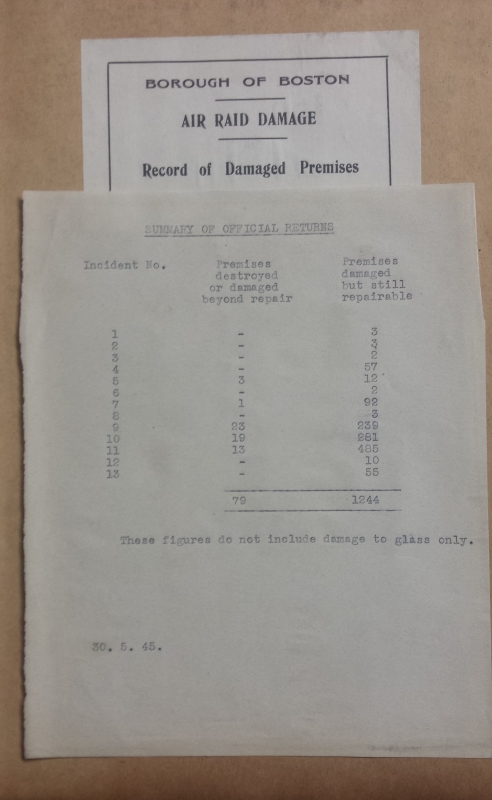 BOROUGH OF BOSTON
AIR RAID DAMAGE
Record of Damaged Premises
SUMMARY OF OFFICIAL RETURNS
Incident No. Premises Premises
destroyed damaged
or damaged but still
beyond repair repairable
1 - 3
2 - 3
3 - 2
4 - 57
5 3 12
6 - 2
7 1 92
8 - 3
9 23 239
10 19 281
11 13 485
12 - 10
13 - 55
79 1244
These figures do not include damage to glass only.
30. 5. 45.